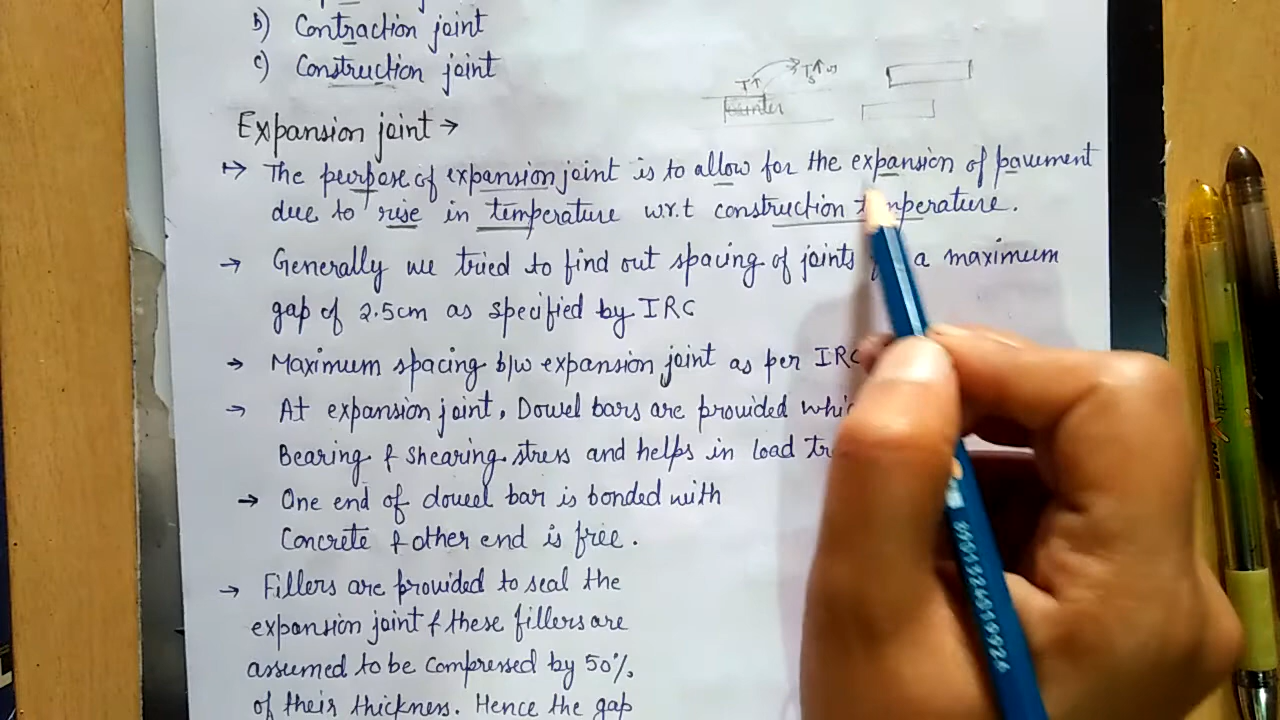 b) Contraction joint
c) Construction joint
T↑
Expansion joint →
↦ The purpose of expansion joint is to allow for the expansion of pavement
due to rise in temperature w.r.t construction temperature.
→ Generally we tried to find out spacing of joints a maximum
gap of 2.5cm as specified by IRC
→ Maximum spacing b/w expansion joint as per IRC
→ At expansion joint, Dowel bars are provided
Bearing & shearing stress and helps in load
→ One end of dowel bar is bonded with
Concrete & other end is free.
→ Fillers are provided to seal the
expansion joint & these fillers are
assumed to be compressed by 50%
of their thickness. Hence the gap